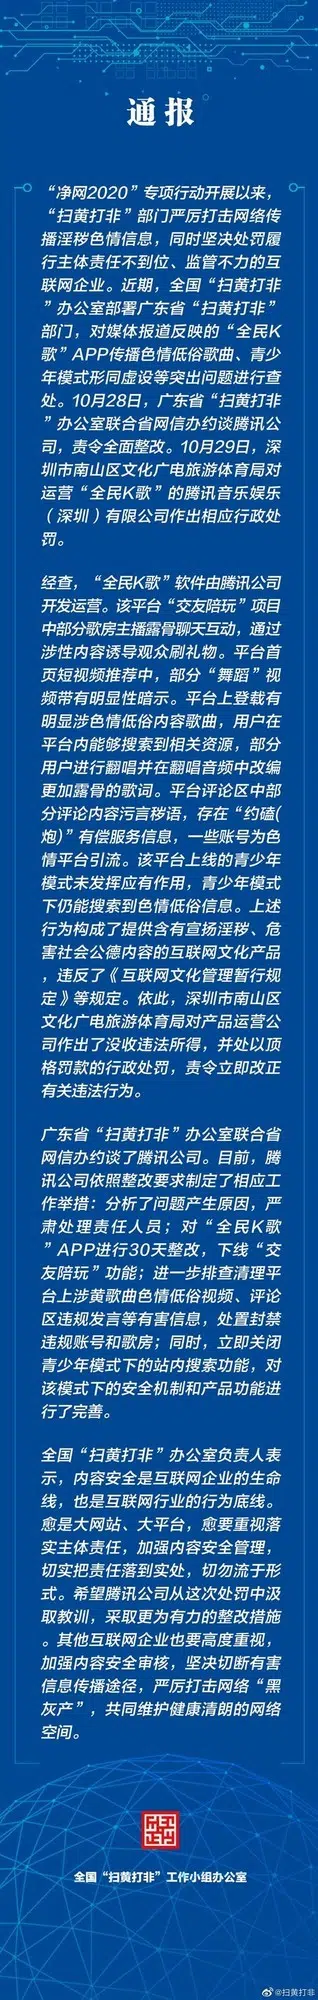 通报
“净网2020”专项行动开展以来，
“扫黄打非”部门严厉打击网络传
播淫秽色情信息，同时坚决处罚履
行主体责任不到位、监管不力的互
联网企业。近期，全国“扫黄打非
”办公室部署广东省“扫黄打非”
部门，对媒体报道反映的“全民K
歌”APP传播色情低俗歌曲、青少
年模式形同虚设等突出问题进行查
处。10月28日，广东省“扫黄打非
”办公室联合省网信办约谈腾讯公
司，责令全面整改。10月29日，深
圳市南山区文化广电旅游体育局对
运营“全民K歌”的腾讯音乐娱乐
（深圳）有限公司作出相应行政处
罚。
经查，“全民K歌”软件由腾讯公司
开发运营。该平台“交友陪玩”项目
中部分歌房主播露骨聊天互动，通过
涉性内容诱导观众刷礼物。平台首
页短视频推荐中，部分“舞蹈”视
频带有明显性暗示。平台上登载有
明显涉色情低俗内容歌曲，用户在
平台内能够搜索到相关资源，部分
用户进行翻唱并在翻唱音频中改编
更加露骨的歌词。平台评论区中部
分评论内容污言秽语，存在“约磕(
炮)”有偿服务信息，一些账号为色
情平台引流。该平台上线的青少年
模式未发挥应有作用，青少年模式
下仍能搜索到色情低俗信息。上述
行为构成了提供含有宣扬淫秽、危
害社会公德内容的互联网文化产品
，违反了《互联网文化管理暂行规
定》等规定。依此，深圳市南山区
文化广电旅游体育局对产品运营公
司作出了没收违法所得，并处以顶
格罚款的行政处罚，责令立即改正
有关违法行为。
广东省“扫黄打非”办公室联合省
网信办约谈了腾讯公司。目前，腾
讯公司依照整改要求制定了相应工
作举措：分析了问题产生原因，严
肃处理责任人员；对“全民K歌
”APP进行30天整改，下线“交
友陪玩”功能；进一步排查清理平
台上涉黄歌曲色情低俗视频、评论
区违规发言等有害信息，处置封禁
违规账号和歌房；同时，立即关闭
青少年模式下的站内搜索功能，对
该模式下的安全机制和产品功能进
行了完善。
全国“扫黄打非”办公室负责人表
示，内容安全是互联网企业的生命
线，也是互联网行业的行为底线。
愈是大网站、大平台，愈要重视落
实主体责任，加强内容安全管理，
切实把责任落到实处，切勿流于形
式。希望腾讯公司从这次处罚中汲
取教训，采取更为有力的整改措施
。其他互联网企业也要高度重视，
加强内容安全审核，坚决切断有害
信息传播途径，严厉打击网络“黑
灰产”，共同维护健康清朗的网络
空间。
全国“扫黄打非”工作小组办公室
@扫黄打非